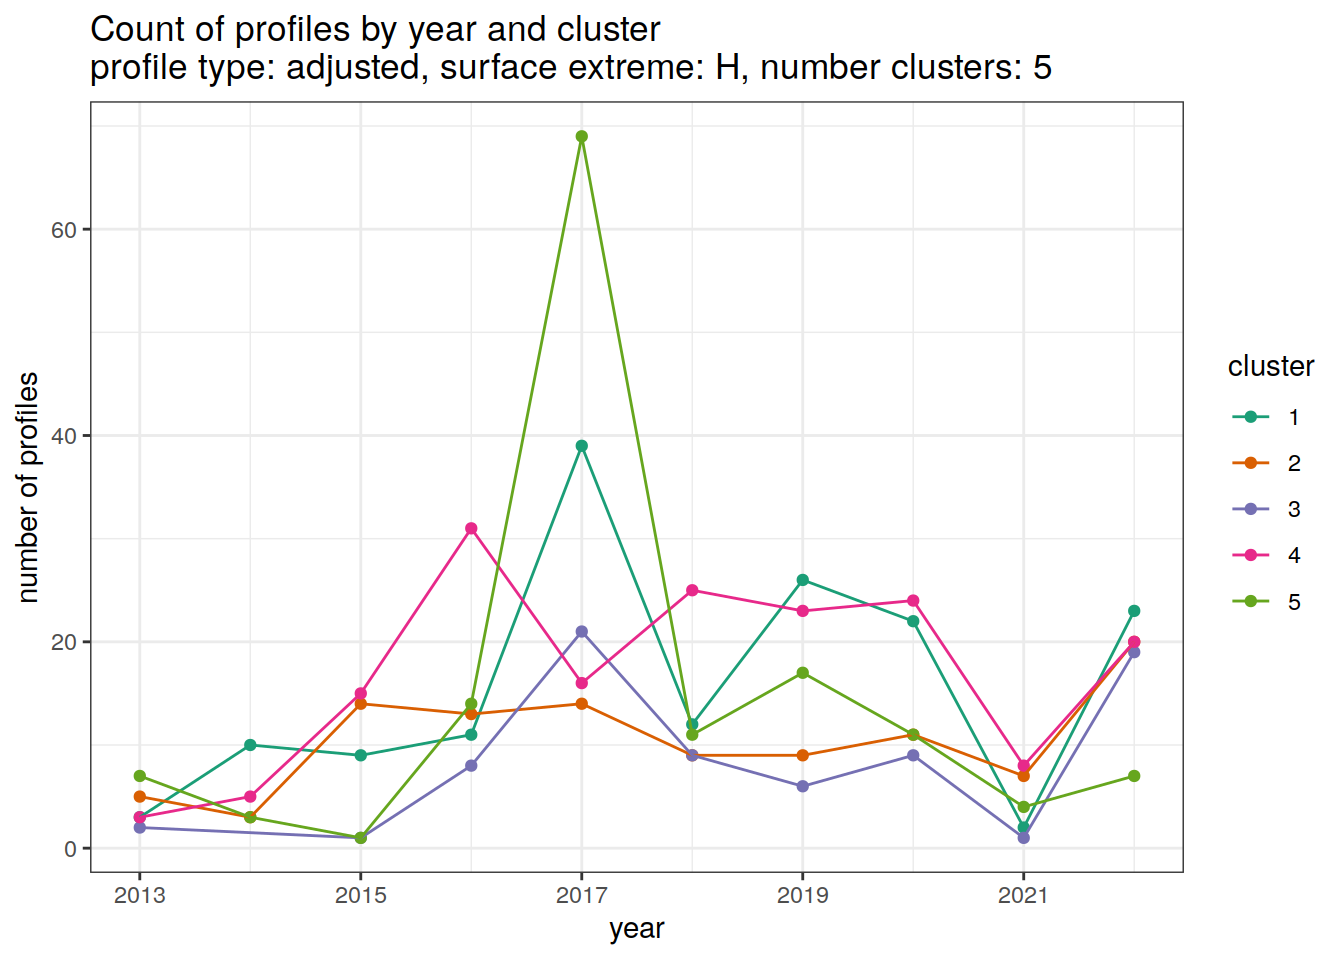 Count of profiles by year and cluster
profile type: adjusted, surface extreme: H, number clusters: 5
60
40
20
0
number of profiles
2013 2015 2017 2019 2021
year
cluster
1
2
3
4
5